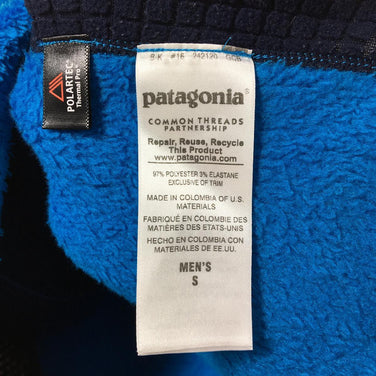 POLARTEC®
Thermal Pro®
#16 242120
patagonia®
COMMON THREADS
PARTNERSHIP
Repair, Reuse, Recycle
This Product
www.patagonia.com
97% POLYESTER 3% ELASTANE
EXCLUSIVE OF TRIM
MADE IN COLOMBIA OF U.S.
MATERIALS
FABRIQUÉ EN COLOMBIE DES
MATIÈRES DES ETATS-UNIS
HECHO EN COLOMBIA CON
MATERIALES DE EE.UU.
MEN'S
S